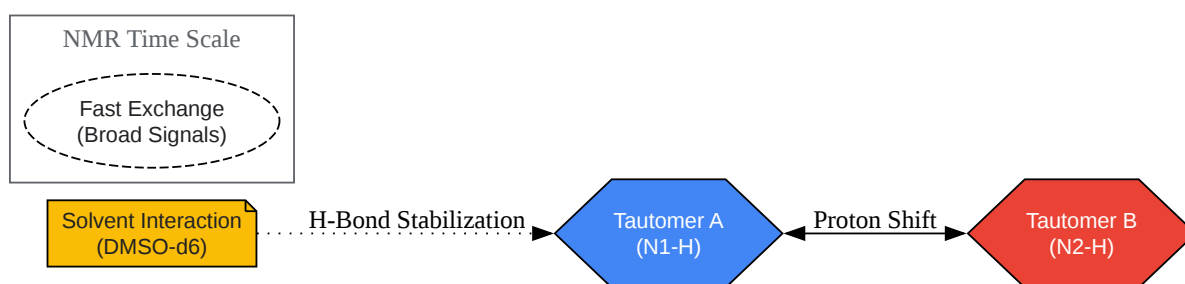 NMR Time Scale
Fast Exchange
(Broad Signals)
Solvent Interaction
(DMSO-d6)
H-Bond Stabilization
Tautomer A
(N1-H)
Proton Shift
Tautomer B
(N2-H)